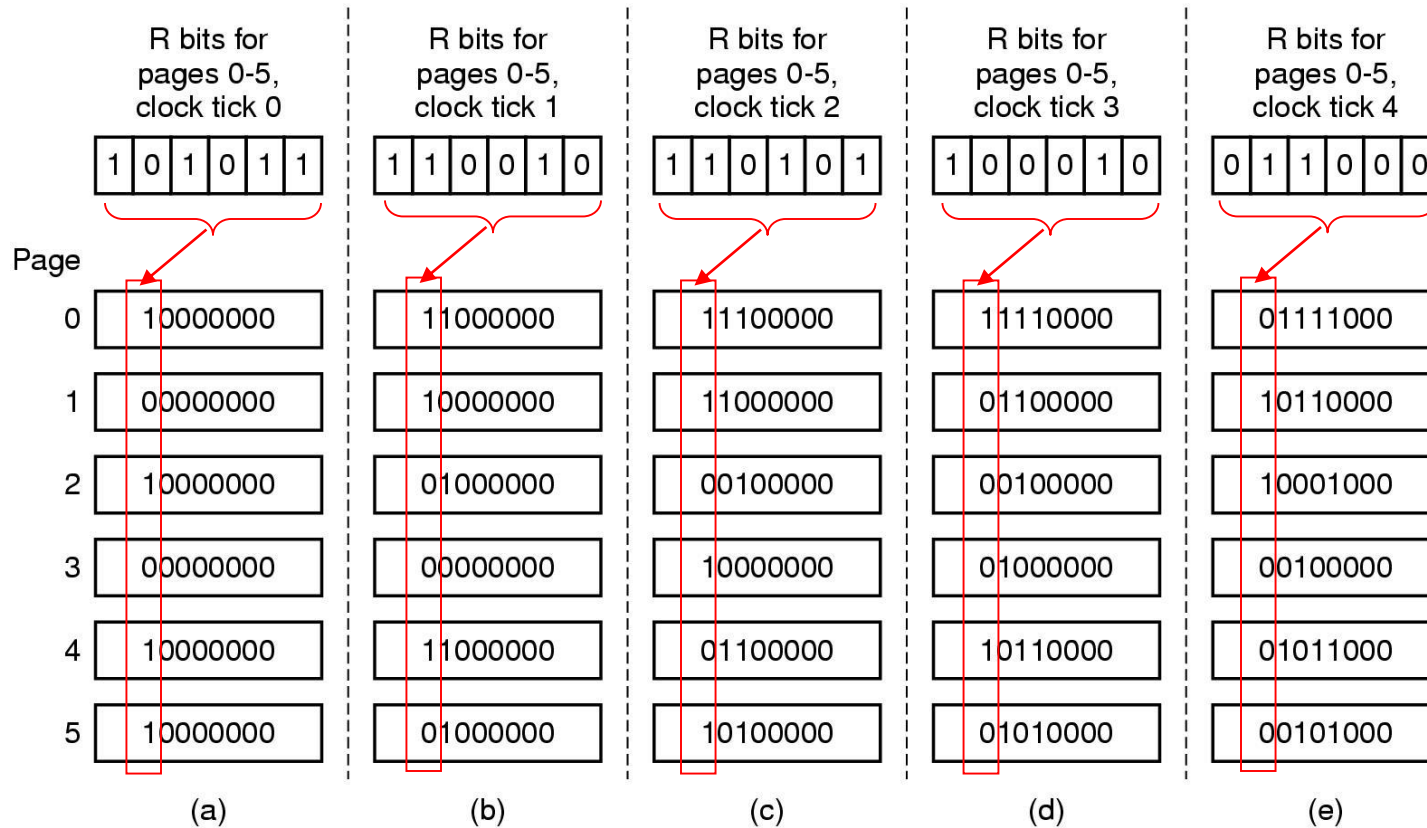 R bits for
pages 0-5,
clock tick 0
R bits for
pages 0-5,
clock tick 1
R bits for
pages 0-5,
clock tick 2
R bits for
pages 0-5,
clock tick 3
R bits for
pages 0-5,
clock tick 4
1 0 1 0 1 1
1 1 0 0 1 0
1 1 0 1 0 1
1 0 0 0 1 0
0 1 1 0 0 0
Page
0 10000000 11000000 11100000 11110000 01111000
1 00000000 10000000 11000000 01100000 10110000
2 10000000 01000000 00100000 00100000 10001000
3 00000000 00000000 10000000 01000000 00100000
4 10000000 11000000 01100000 10110000 01011000
5 10000000 01000000 10100000 01010000 00101000
(a) (b) (c) (d) (e)